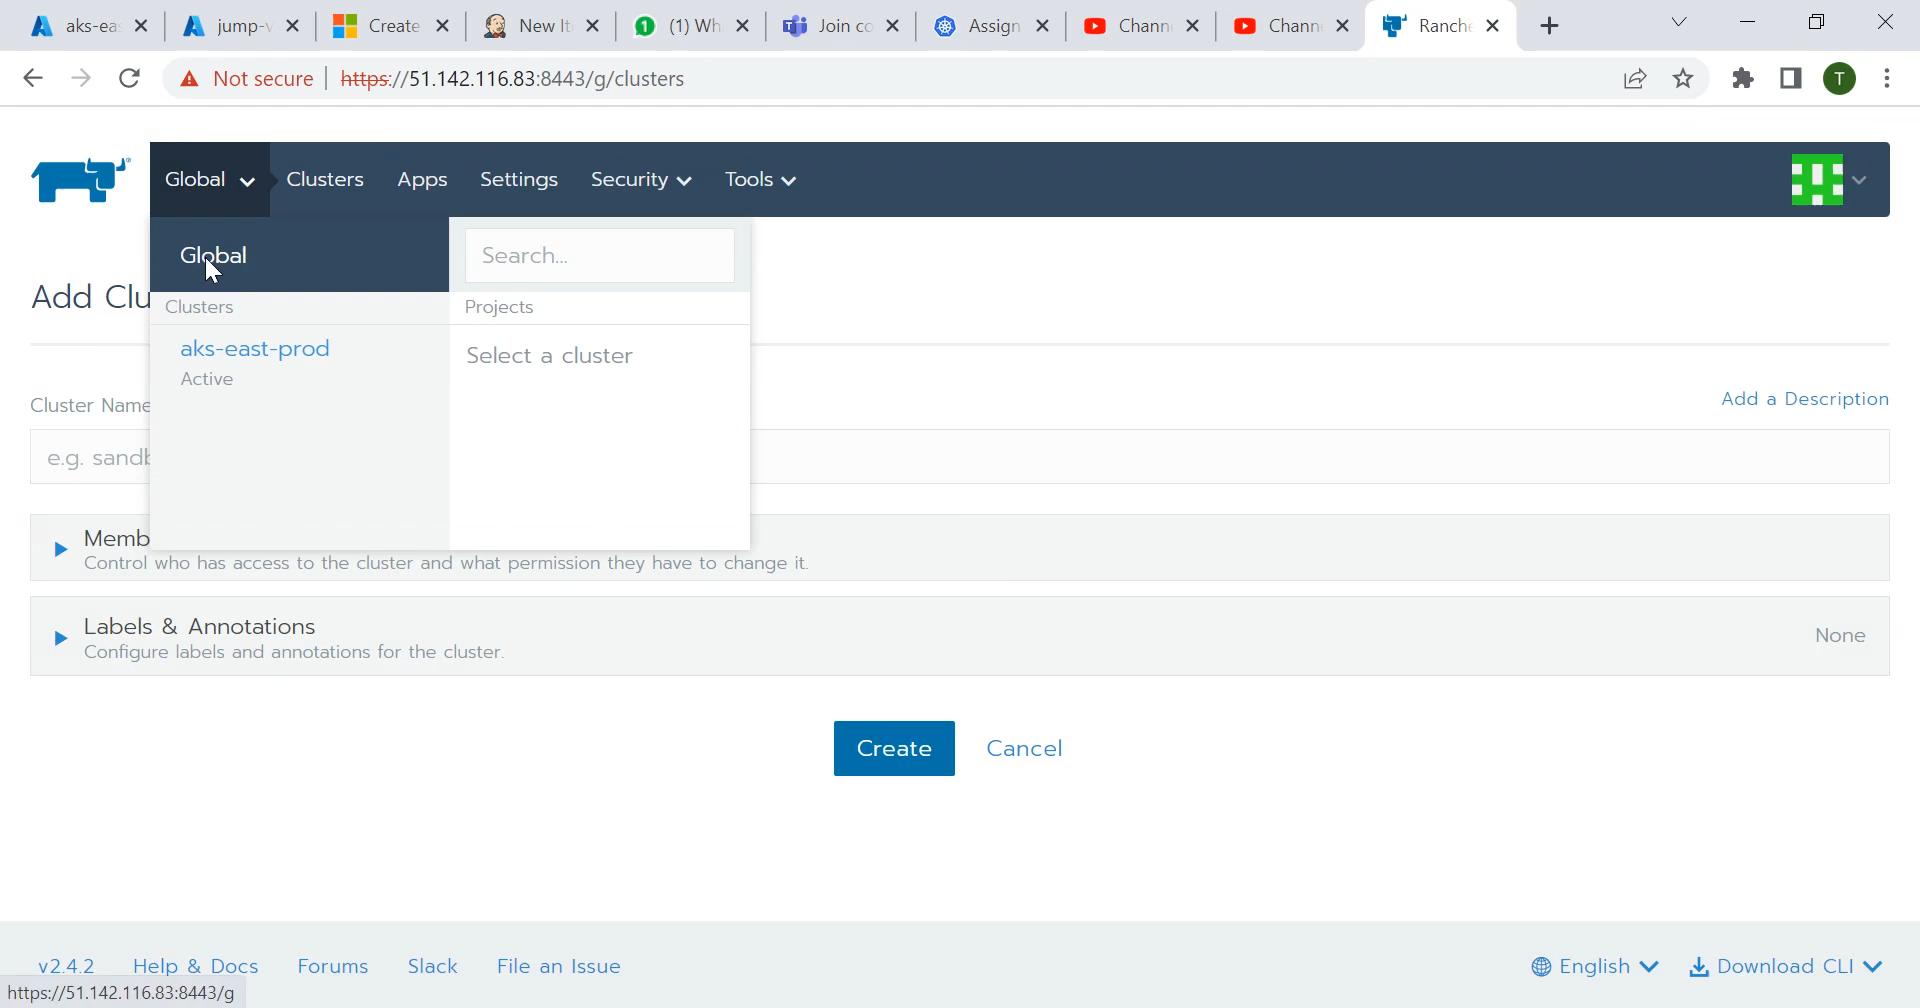 aks-ea
jump-v
Create
New It
(1) Wh
Join co
Assign
Chann
Chann
Ranche
Not secure
https://51.142.116.83:8443/g/clusters
T
Global
Clusters
Apps
Settings
Security
Tools
Global
Search...
Add Clu
Clusters
Projects
aks-east-prod
Select a cluster
Active
Cluster Name
Add a Description
e.g. sandb
Memb
Control who has access to the cluster and what permission they have to change it.
Labels & Annotations
None
Configure labels and annotations for the cluster.
Create
Cancel
v2.4.2
Help & Docs
Forums
Slack
File an Issue
English
Download CLI
https://51.142.116.83:8443/g